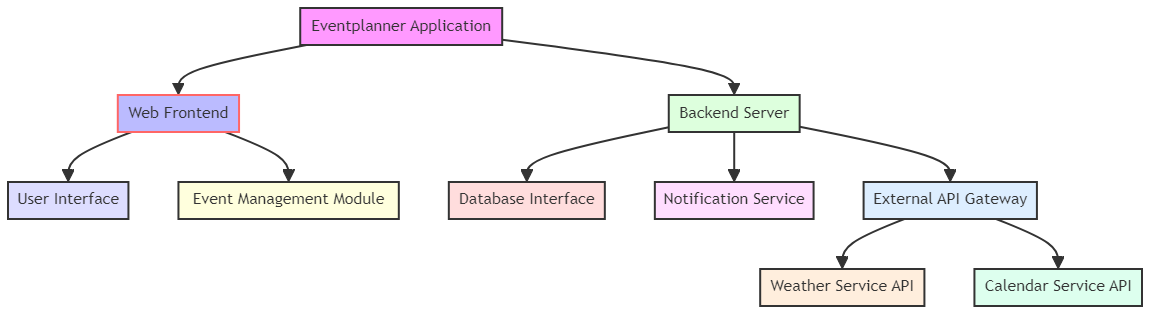 Eventplanner Application
Web Frontend
Backend Server
User Interface
Event Management Module
Database Interface
Notification Service
External API Gateway
Weather Service API
Calendar Service API